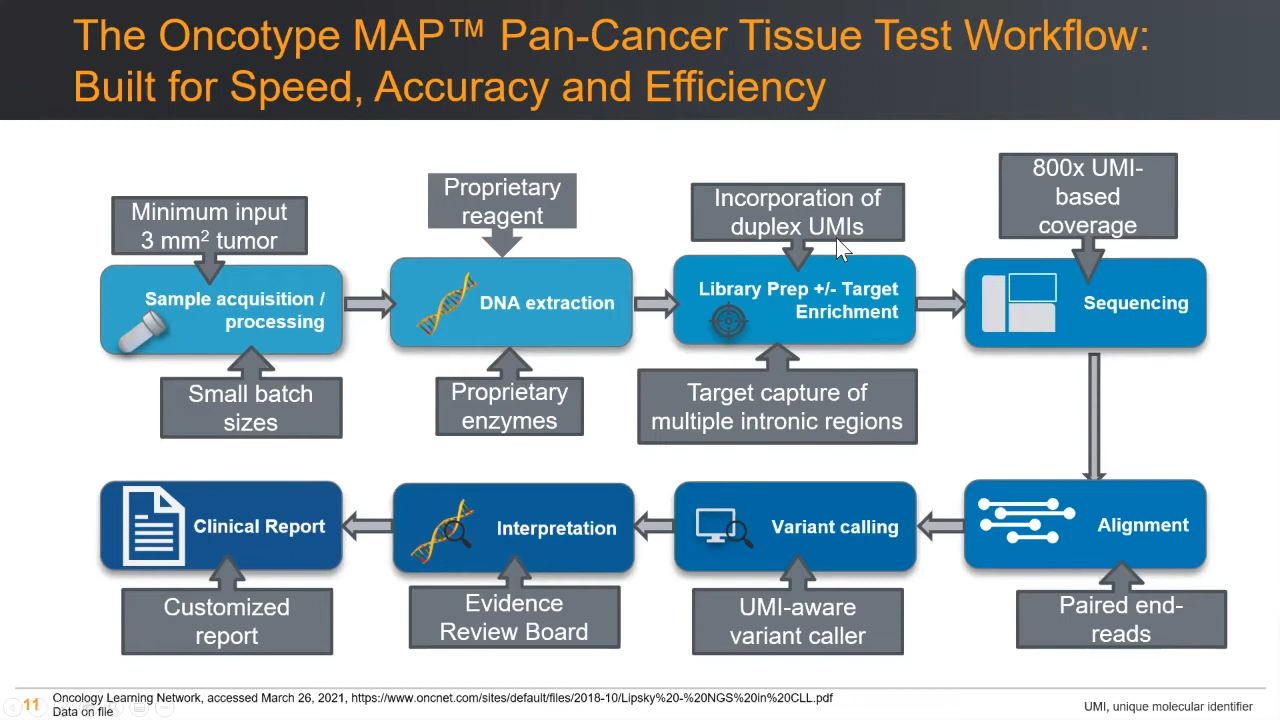 The Oncotype MAP™ Pan-Cancer Tissue Test Workflow:
Built for Speed, Accuracy and Efficiency
Minimum input
3 mm² tumor
Proprietary
reagent
Incorporation of
duplex UMIs
800x UMI-
based
coverage
Sample acquisition /
processing
DNA extraction
Library Prep +/- Target
Enrichment
Sequencing
Small batch
sizes
Proprietary
enzymes
Target capture of
multiple intronic regions
Clinical Report
Interpretation
Variant calling
Alignment
Customized
report
Evidence
Review Board
UMI-aware
variant caller
Paired end-
reads
11
Oncology Learning Network, accessed March 26, 2021, https://www.oncnet.com/sites/default/files/2018-10/Lipsky%20-%20NGS%20in%20CLL.pdf
Data on file
UMI, unique molecular identifier